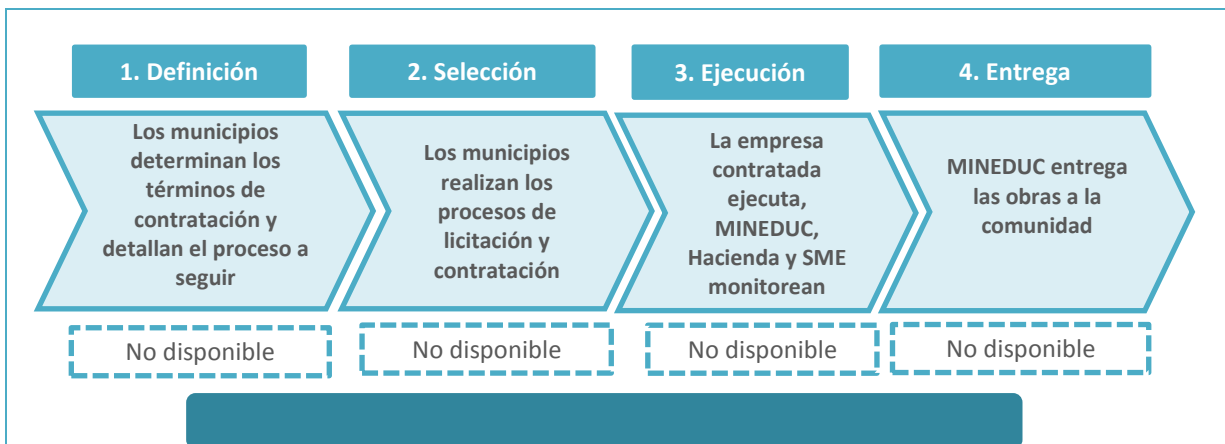 1. Definición
2. Selección
3. Ejecución
4. Entrega
Los municipios
determinan los
términos de
contratación y
detallan el proceso a
seguir
Los municipios
realizan los
procesos de
licitación y
contratación
La empresa
contratada
ejecuta,
MINEDUC,
Hacienda y SME
monitorean
MINEDUC entrega
las obras a la
comunidad
No disponible
No disponible
No disponible
No disponible